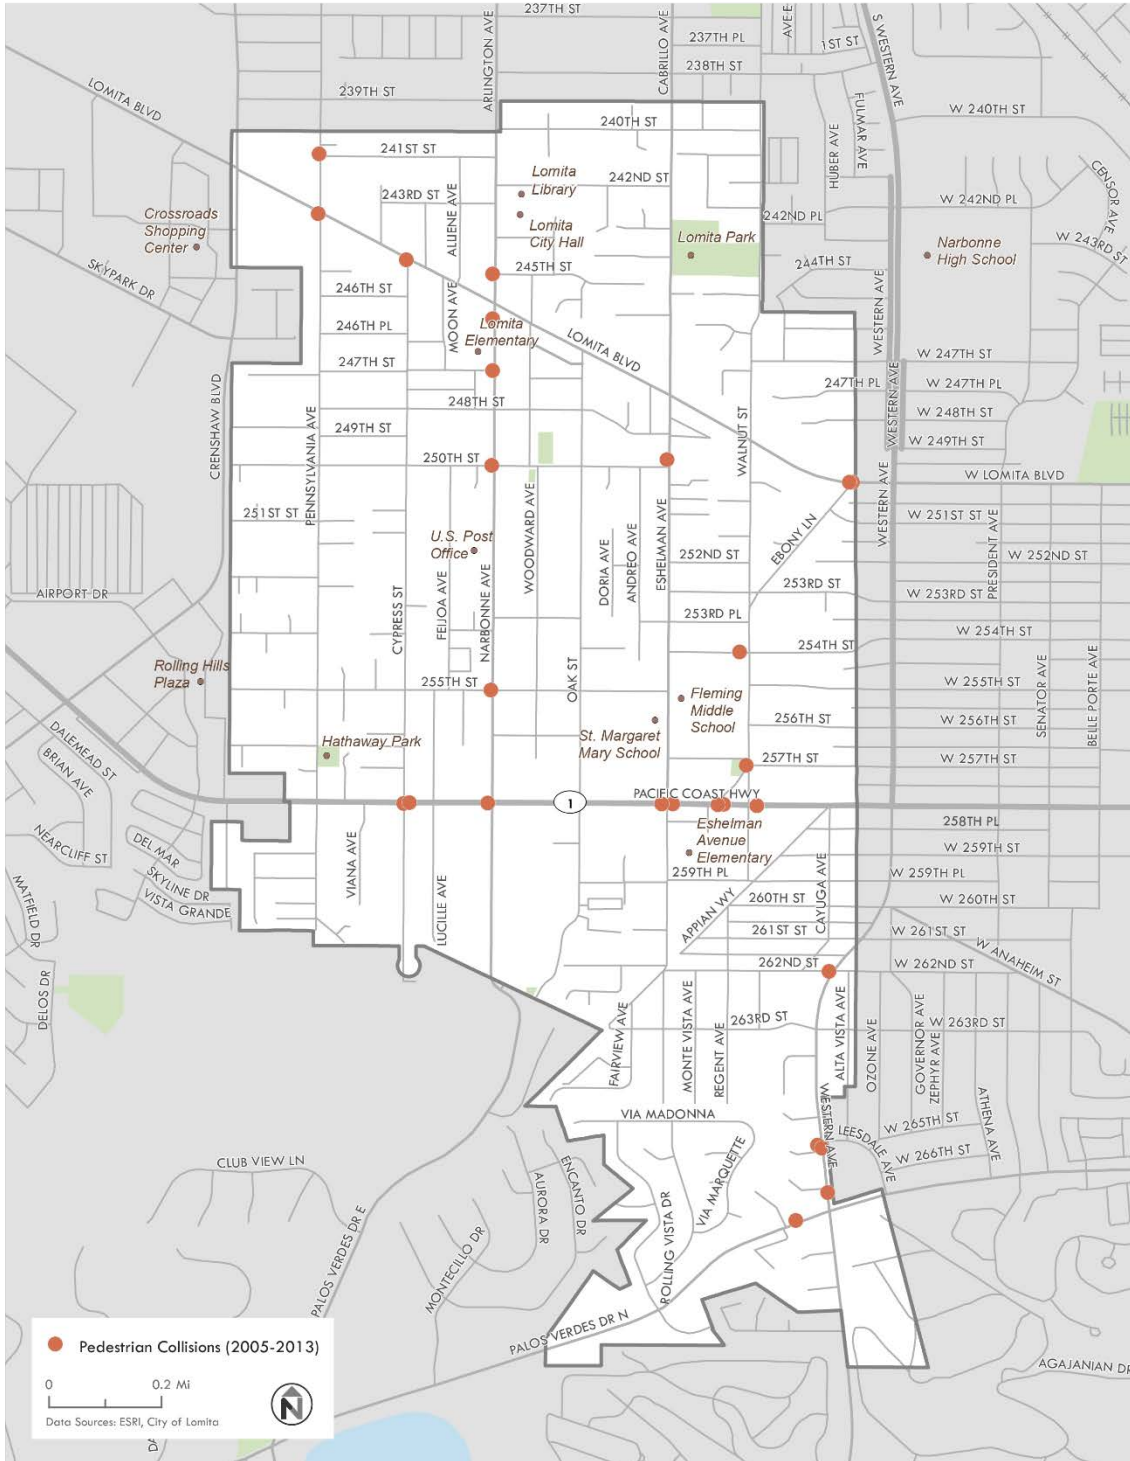 237TH ST
ARLINGTON AVE
CABRILLO AVE
AVE E
S WESTERN AVE
237TH PL
1ST ST
238TH ST
LOMITA BLVD
239TH ST
HUBER AVE
FULMAR AVE
W 240TH ST
240TH ST
241ST ST
CENSOR AVE
Lomita
Library
242ND ST
243RD ST
ALUENE AVE
W 242ND PL
Crossroads
Shopping
Center
Lomita
City Hall
242ND PL
Lomita Park
W 243RD ST
Narbonne
High School
SKYPARK DR
245TH ST
244TH ST
246TH ST
MOON AVE
WESTERN AVE
246TH PL
Lomita
Elementary
LOMITA BLVD
247TH ST
W 247TH ST
247TH PL
W 247TH PL
CRENSHAW BLVD
PENNSYLVANIA AVE
248TH ST
WALNUT ST
WESTERN AVE
W 248TH ST
249TH ST
W 249TH ST
250TH ST
W LOMITA BLVD
251ST ST
WOODWARD AVE
ESHELMAN AVE
WESTERN AVE
W 251ST ST
PRESIDENT AVE
U.S. Post
Office
DORIA AVE
ANDREO AVE
252ND ST
EBONY LN
W 252ND ST
AIRPORT DR
CYPRESS ST
FEIJOA AVE
NARBONNE AVE
253RD ST
W 253RD ST
253RD PL
W 254TH ST
254TH ST
Rolling Hills
Plaza
255TH ST
OAK ST
W 255TH ST
SENATOR AVE
BELLE PORTE AVE
Fleming
Middle
School
256TH ST
W 256TH ST
DALEMEAD ST
Hathaway Park
St. Margaret
Mary School
257TH ST
W 257TH ST
BRIAN AVE
PACIFIC COAST HWY
1
NEARCLIFF ST
DEL MAR
Eshelman
Avenue
Elementary
258TH PL
W 259TH ST
SKYLINE DR
VISTA GRANDE
VIANA AVE
259TH PL
W 259TH PL
MATFIELD DR
LUCILLE AVE
APPIAN WY
260TH ST
CAYUGA AVE
W 260TH ST
261ST ST
W 261ST ST
W ANAHEIM ST
262ND ST
W 262ND ST
DELOS DR
FAIRVIEW AVE
MONTE VISTA AVE
REGENT AVE
263RD ST
ALTA VISTA AVE
OZONE AVE
GOVERNOR AVE
ZEPHYR AVE
W 263RD ST
ATHENA AVE
VIA MADONNA
WESTERN AVE
LEESDALE AVE
W 265TH ST
W 266TH ST
CLUB VIEW LN
AURORA DR
ENCANTO DR
VIA MARQUETTE
ROLLING VISTA DR
PALOS VERDES DR E
MONTECILLO DR
PALOS VERDES DR N
AGAJANIAN DR
Pedestrian Collisions (2005-2013)
0 0.2 Mi
N
Data Sources: ESRI, City of Lomita